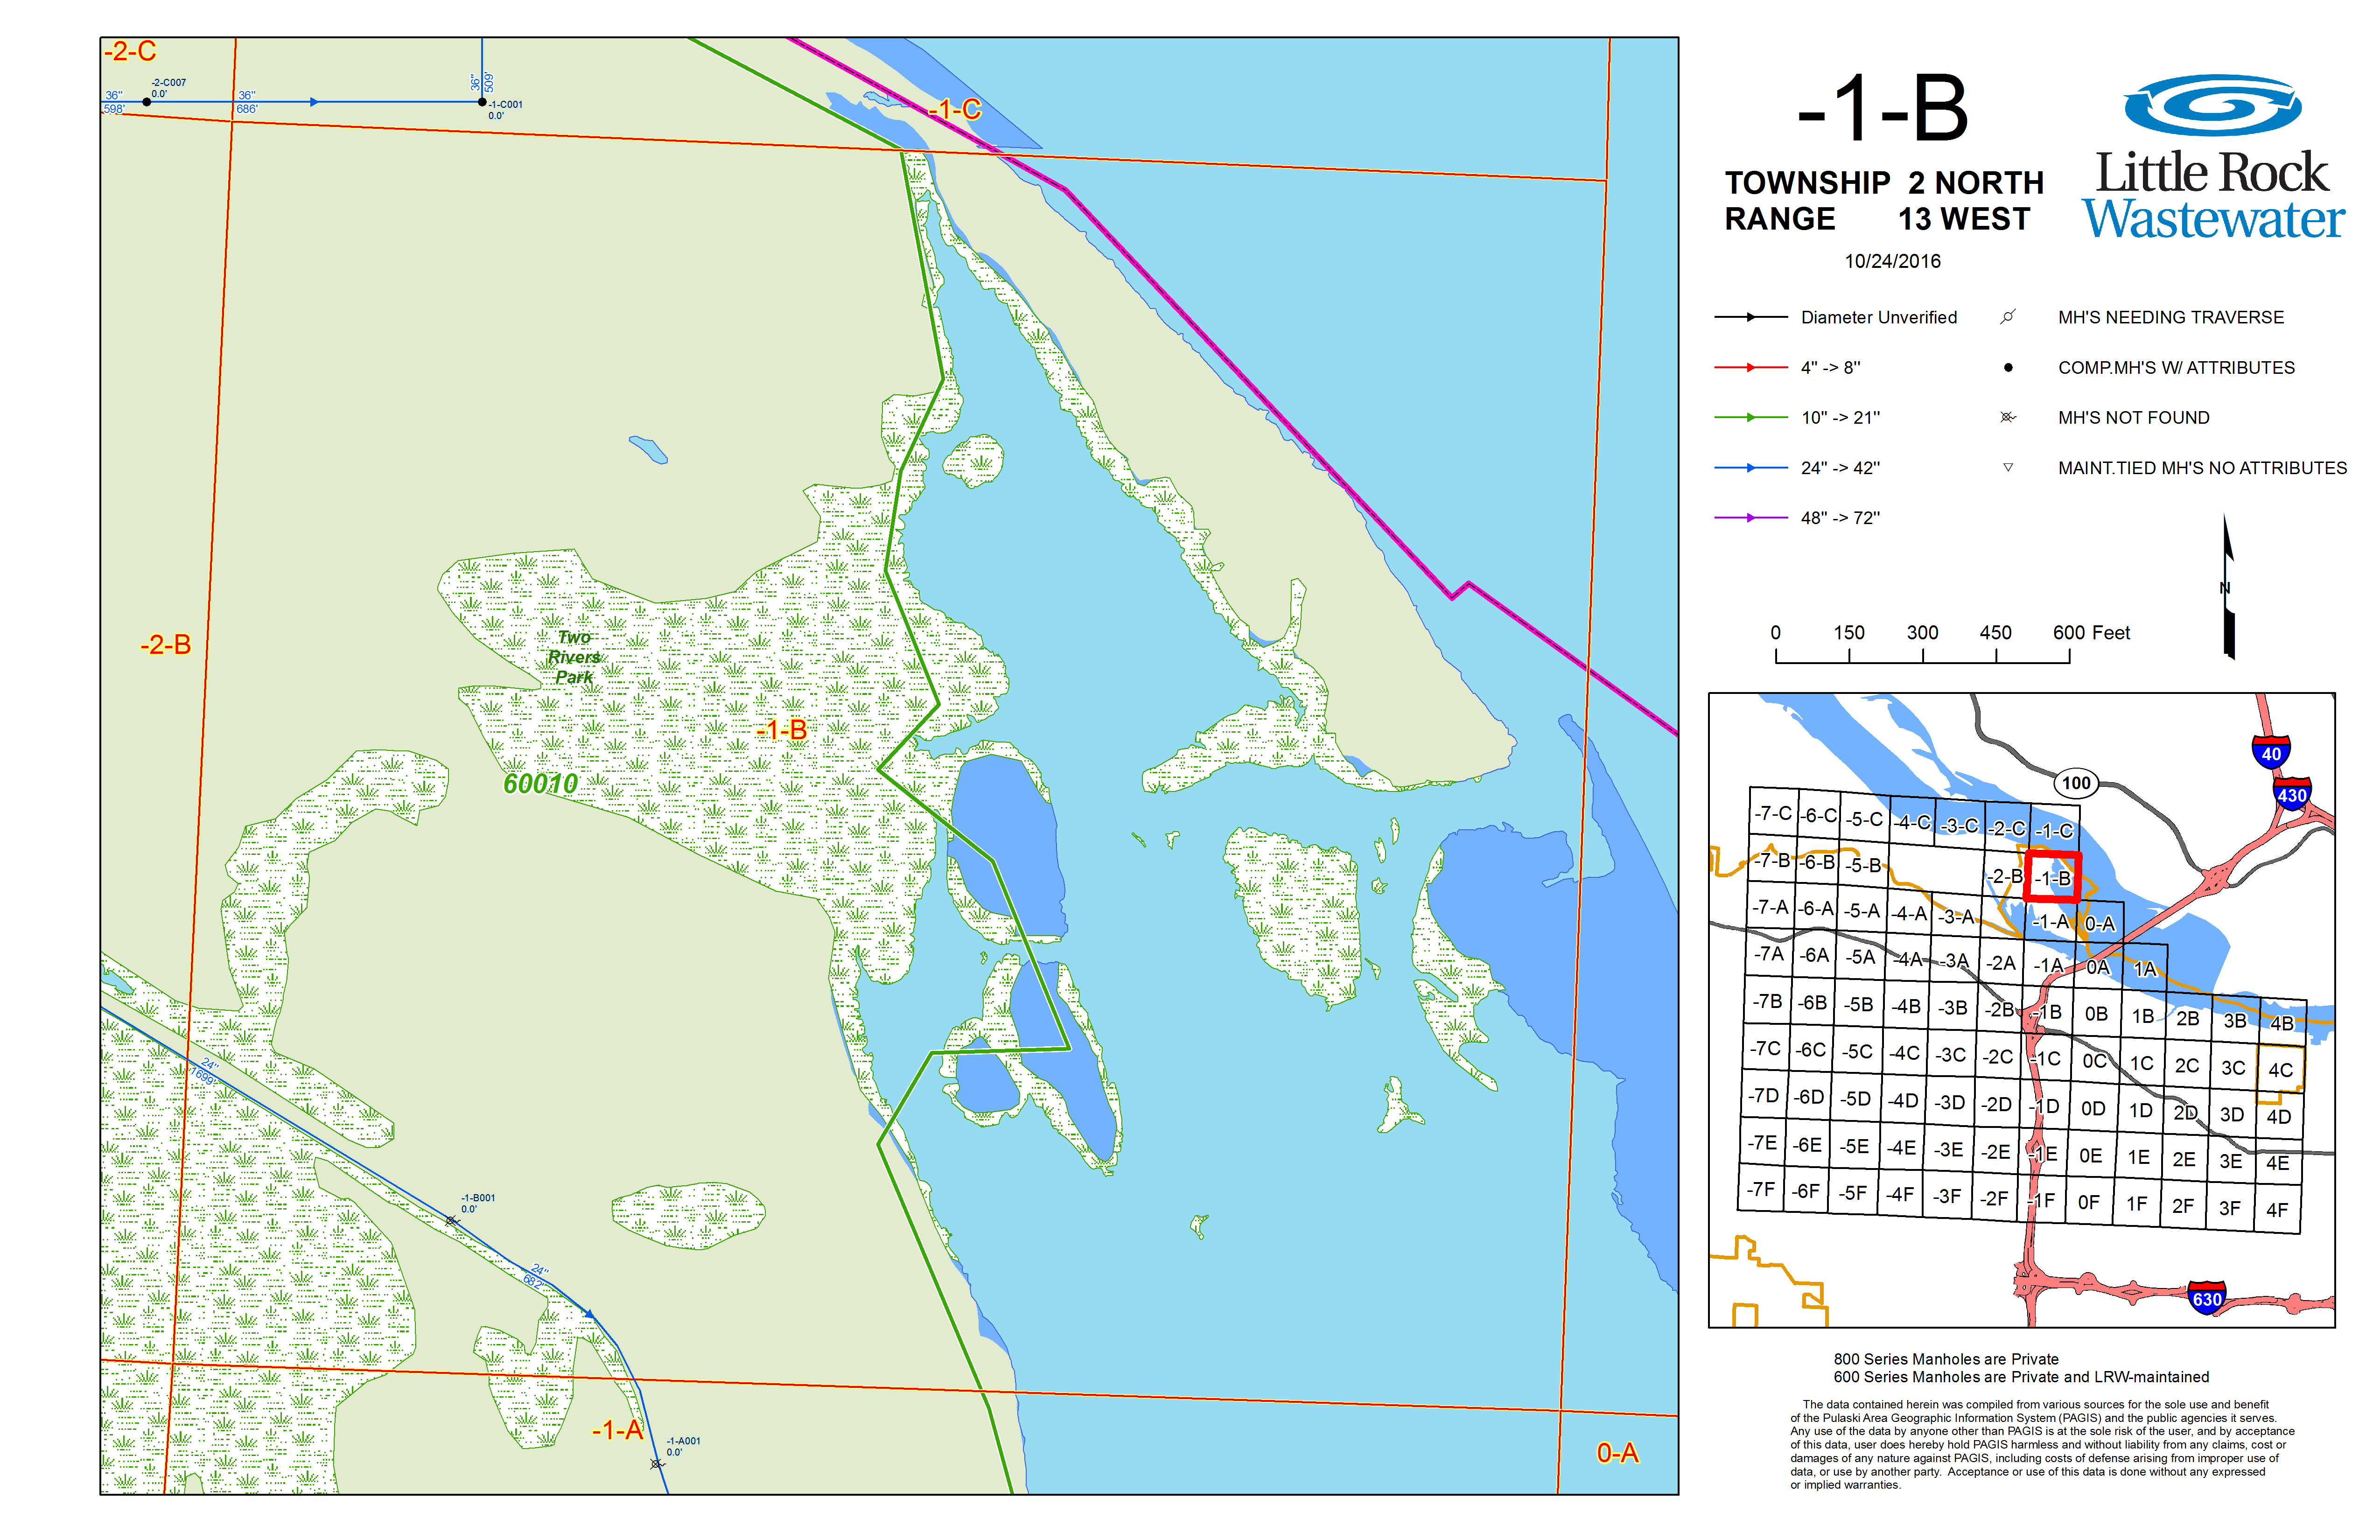 -2-C
-2-C007
0.0'
36"
598'
36"
686'
36"
509'
-1-C001
0.0'
-1-C
-2-B
Two
Rivers
Park
-1-B
60010
24"
1699'
-1-B001
0.0'
24"
682'
-1-A
-1-A001
0.0'
0-A
-1-B
TOWNSHIP 2 NORTH
RANGE 13 WEST
10/24/2016
Little Rock
Wastewater
Diameter Unverified
4" -> 8"
10" -> 21"
24" -> 42"
48" -> 72"
MH'S NEEDING TRAVERSE
COMP.MH'S W/ ATTRIBUTES
MH'S NOT FOUND
MAINT.TIED MH'S NO ATTRIBUTES
N
0 150 300 450 600 Feet
40
430
100
-7-C -6-C -5-C -4-C -3-C -2-C -1-C
-7-B -6-B -5-B -2-B -1-B
-7-A -6-A -5-A -4-A -3-A -1-A 0-A
-7A -6A -5A -4A -3A -2A -1A 0A 1A
-7B -6B -5B -4B -3B -2B -1B 0B 1B 2B 3B 4B
-7C -6C -5C -4C -3C -2C -1C 0C 1C 2C 3C 4C
-7D -6D -5D -4D -3D -2D -1D 0D 1D 2D 3D 4D
-7E -6E -5E -4E -3E -2E -1E 0E 1E 2E 3E 4E
-7F -6F -5F -4F -3F -2F -1F 0F 1F 2F 3F 4F
630
800 Series Manholes are Private
600 Series Manholes are Private and LRW-maintained
The data contained herein was compiled from various sources for the sole use and benefit
of the Pulaski Area Geographic Information System (PAGIS) and the public agencies it serves.
Any use of the data by anyone other than PAGIS is at the sole risk of the user, and by acceptance
of this data, user does hereby hold PAGIS harmless and without liability from any claims, cost or
damages of any nature against PAGIS, including costs of defense arising from improper use of
data, or use by another party. Acceptance or use of this data is done without any expressed
or implied warranties.